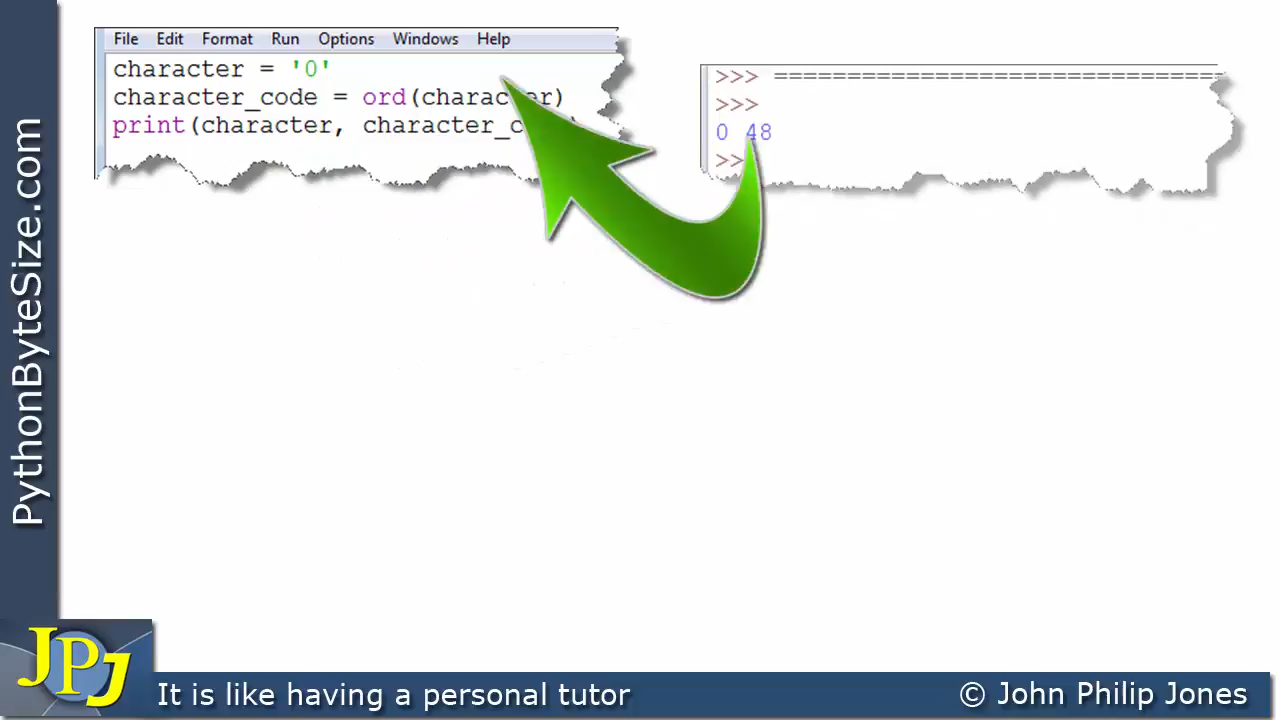 PythonByteSize.com
File Edit Format Run Options Windows Help
character = '0'
character_code = ord(character)
print(character, character_c
>>> ==============================
>>>
0 48
>>
JPJ
It is like having a personal tutor
© John Philip Jones